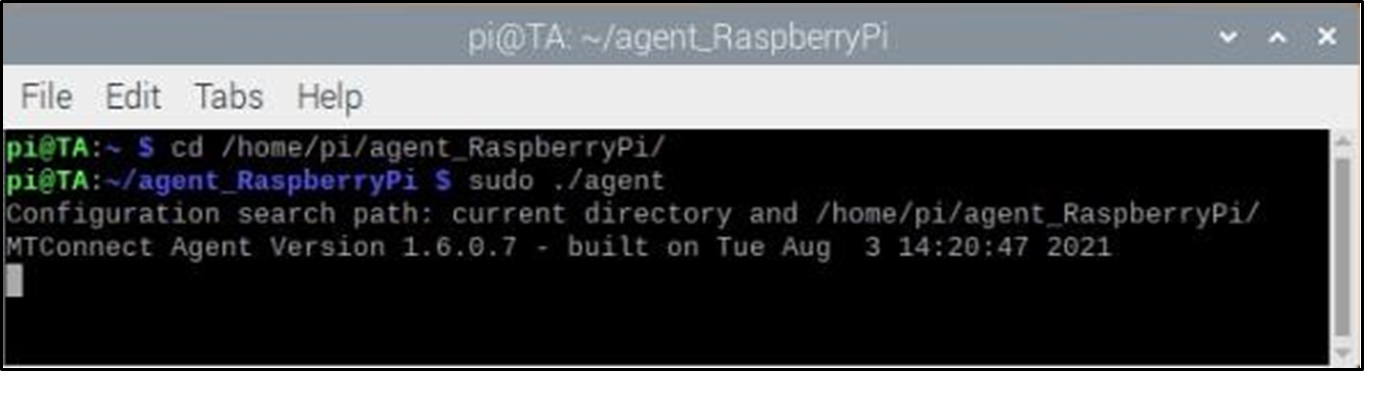 pi@TA: ~/agent_RaspberryPi
File Edit Tabs Help
pi@TA:~ $ cd /home/pi/agent_RaspberryPi/
pi@TA:~/agent_RaspberryPi $ sudo ./agent
Configuration search path: current directory and /home/pi/agent_RaspberryPi/
MTConnect Agent Version 1.6.0.7 - built on Tue Aug  3 14:20:47 2021